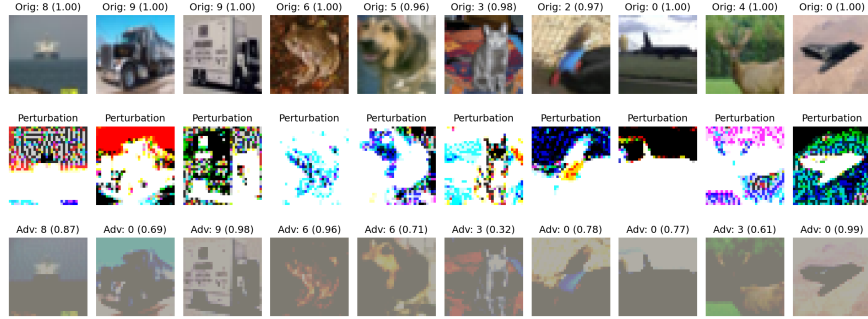 Orig: 8 (1.00) Orig: 9 (1.00) Orig: 9 (1.00) Orig: 6 (1.00) Orig: 5 (0.96) Orig: 3 (0.98) Orig: 2 (0.97) Orig: 0 (1.00) Orig: 4 (1.00) Orig: 0 (1.00)
Perturbation Perturbation Perturbation Perturbation Perturbation Perturbation Perturbation Perturbation Perturbation Perturbation
Adv: 8 (0.87) Adv: 0 (0.69) Adv: 9 (0.98) Adv: 6 (0.96) Adv: 6 (0.71) Adv: 3 (0.32) Adv: 0 (0.78) Adv: 0 (0.77) Adv: 3 (0.61) Adv: 0 (0.99)